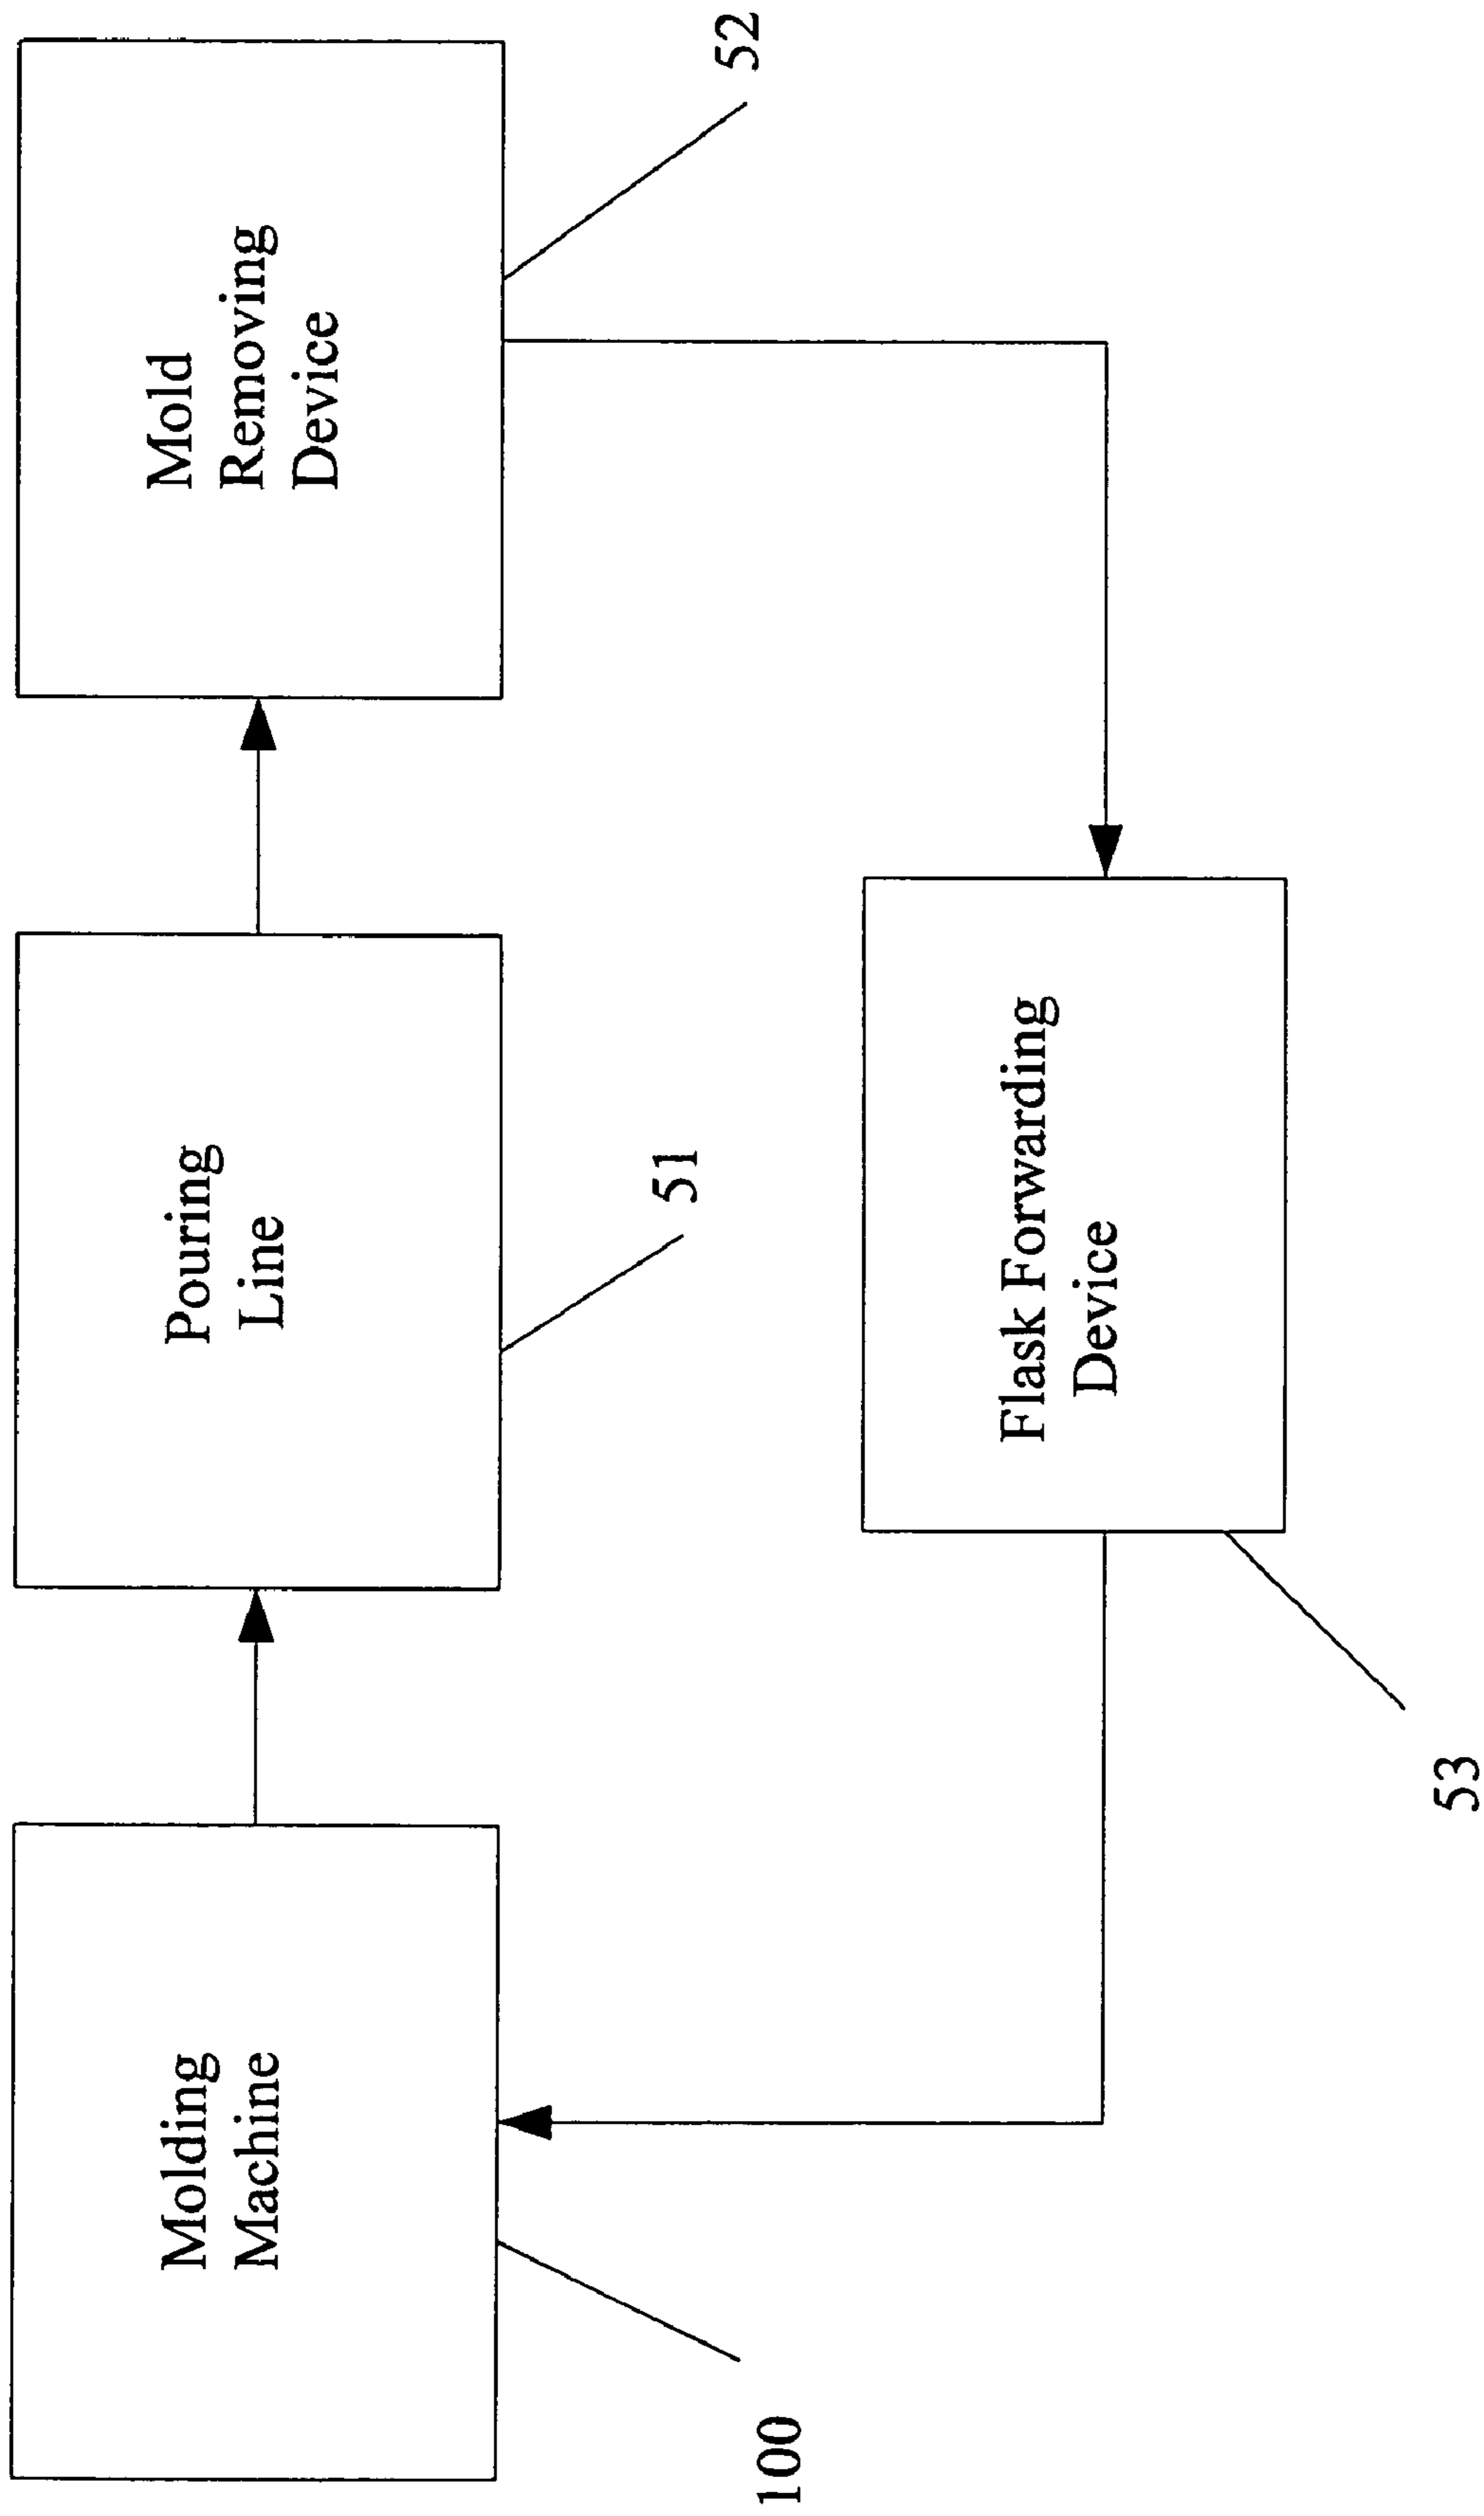 Molding
Machine
100
Pouring
Line
51
Mold
Removing
Device
52
Flask Forwarding
Device
53